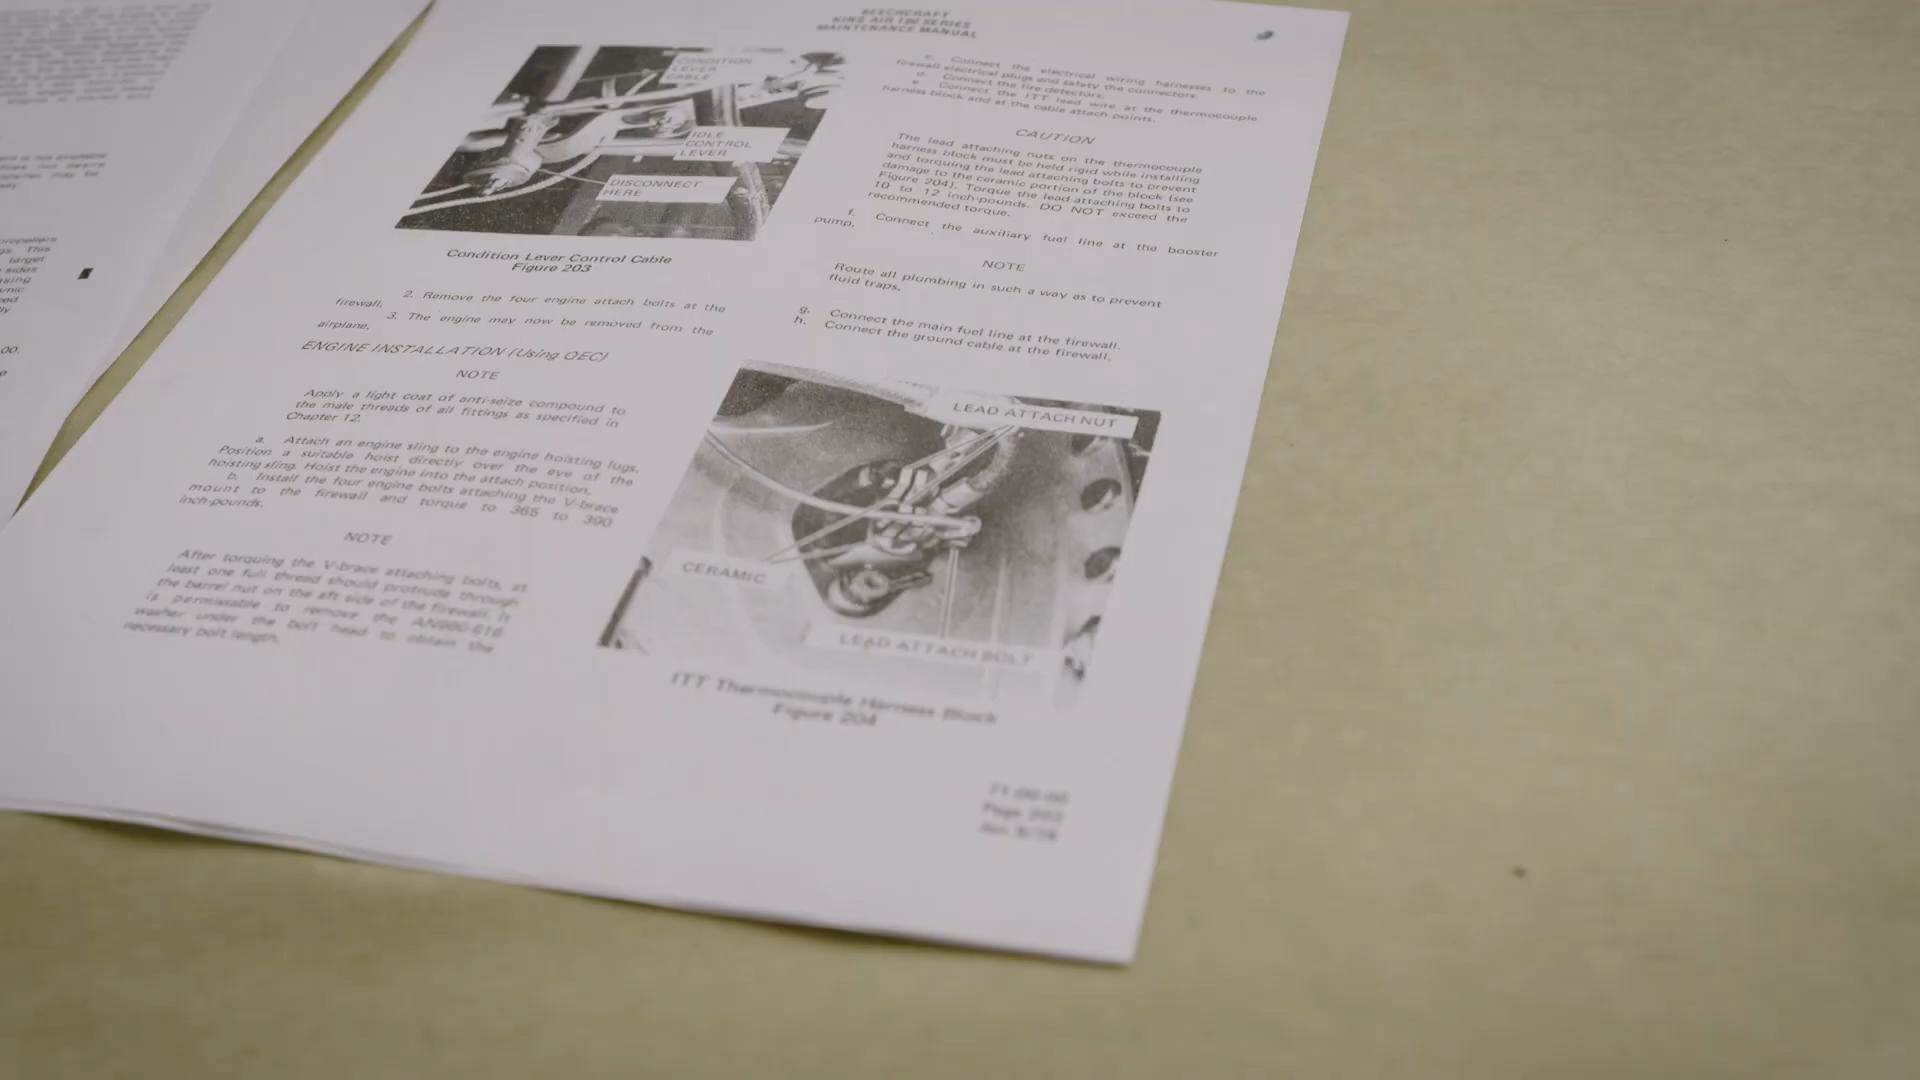 BEECHCRAFT
KING AIR 100 SERIES
MAINTENANCE MANUAL
CONDITION
LEVER
CABLE
IDLE
CONTROL
LEVER
DISCONNECT
HERE
Condition Lever Control Cable
Figure 203
2. Remove the four engine attach bolts at the
firewall.
3. The engine may now be removed from the
airplane.
ENGINE INSTALLATION (Using QEC)
NOTE
Apply a light coat of anti-seize compound to
the male threads of all fittings as specified in
Chapter 12.
a. Attach an engine sling to the engine hoisting lugs.
Position a suitable hoist directly over the eye of the
hoisting sling. Hoist the engine into the attach position.
b. Install the four engine bolts attaching the V-brace
mount to the firewall and torque to 365 to 390
inch-pounds.
NOTE
After torquing the V-brace attaching bolts, at
least one full thread should protrude through
the barrel nut on the aft side of the firewall. It
is permissable to remove the AN960-616
washer under the bolt head to obtain the
necessary bolt length.
c. Connect the electrical wiring harnesses to the
firewall electrical plugs and safety the connectors.
d. Connect the fire detectors.
e. Connect the ITT lead wire at the thermocouple
harness block and at the cable attach points.
CAUTION
The lead attaching nuts on the thermocouple
harness block must be held rigid while installing
and torquing the lead attaching bolts to prevent
damage to the ceramic portion of the block (see
Figure 204). Torque the lead attaching bolts to
10 to 12 inch-pounds. DO NOT exceed the
recommended torque.
f. Connect the auxiliary fuel line at the booster
pump.
NOTE
Route all plumbing in such a way as to prevent
fluid traps.
g. Connect the main fuel line at the firewall.
h. Connect the ground cable at the firewall.
LEAD ATTACH NUT
CERAMIC
LEAD ATTACH BOLT
ITT Thermocouple Harness Block
Figure 204
71-00-00
Page 203